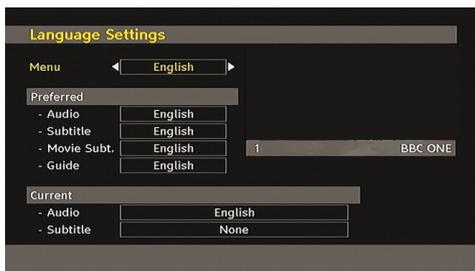 Language Settings
Menu English
Preferred
- Audio English
- Subtitle English
- Movie Subt. English
- Guide English
1 BBC ONE
Current
- Audio English
- Subtitle None